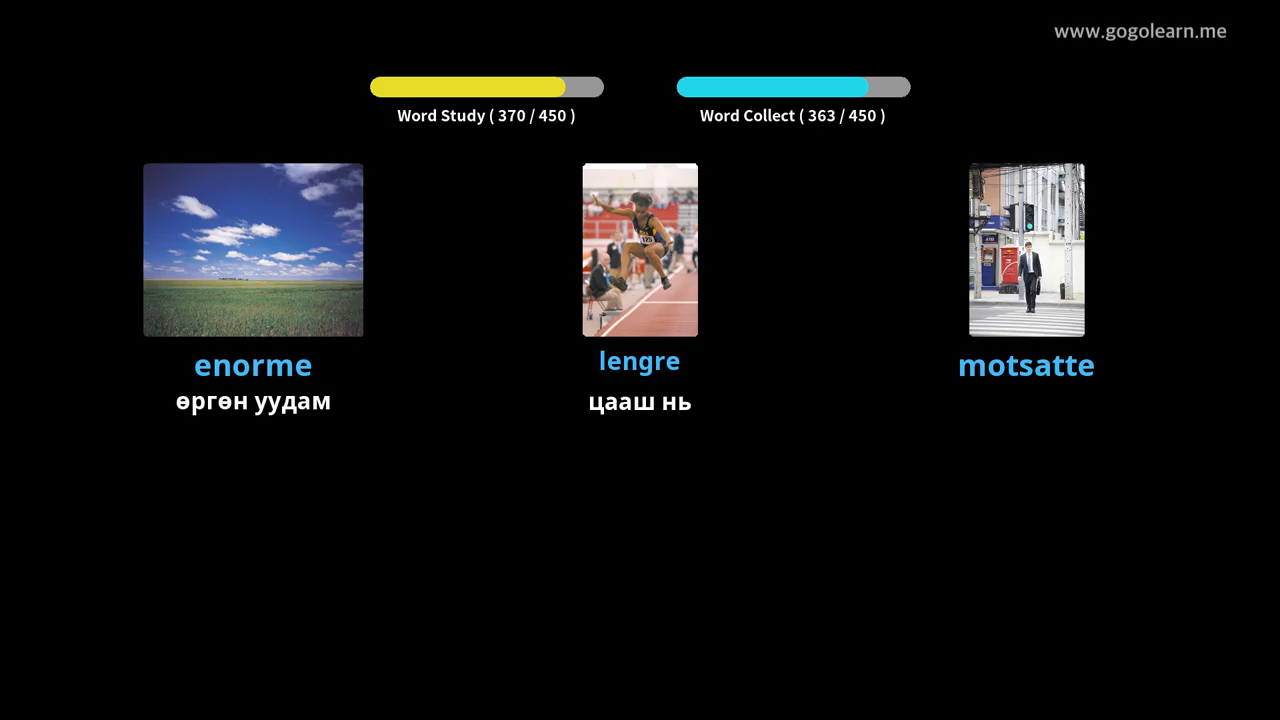 www.gogolearn.me
Word Study ( 370 / 450 )
Word Collect ( 363 / 450 )
enorme
өргөн уудам
lengre
цааш нь
motsatte